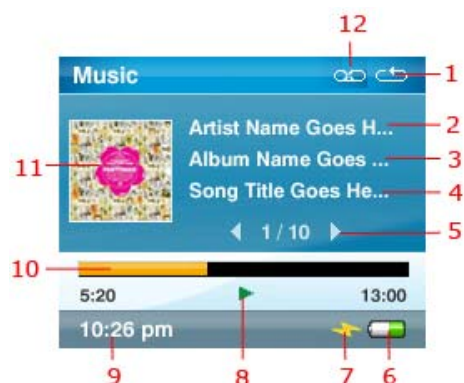 12
Music
1
Artist Name Goes H... 2
Album Name Goes ... 3
11
Song Title Goes He... 4
1 / 10 5
10
5:20 13:00
10:26 pm
9 8 7 6